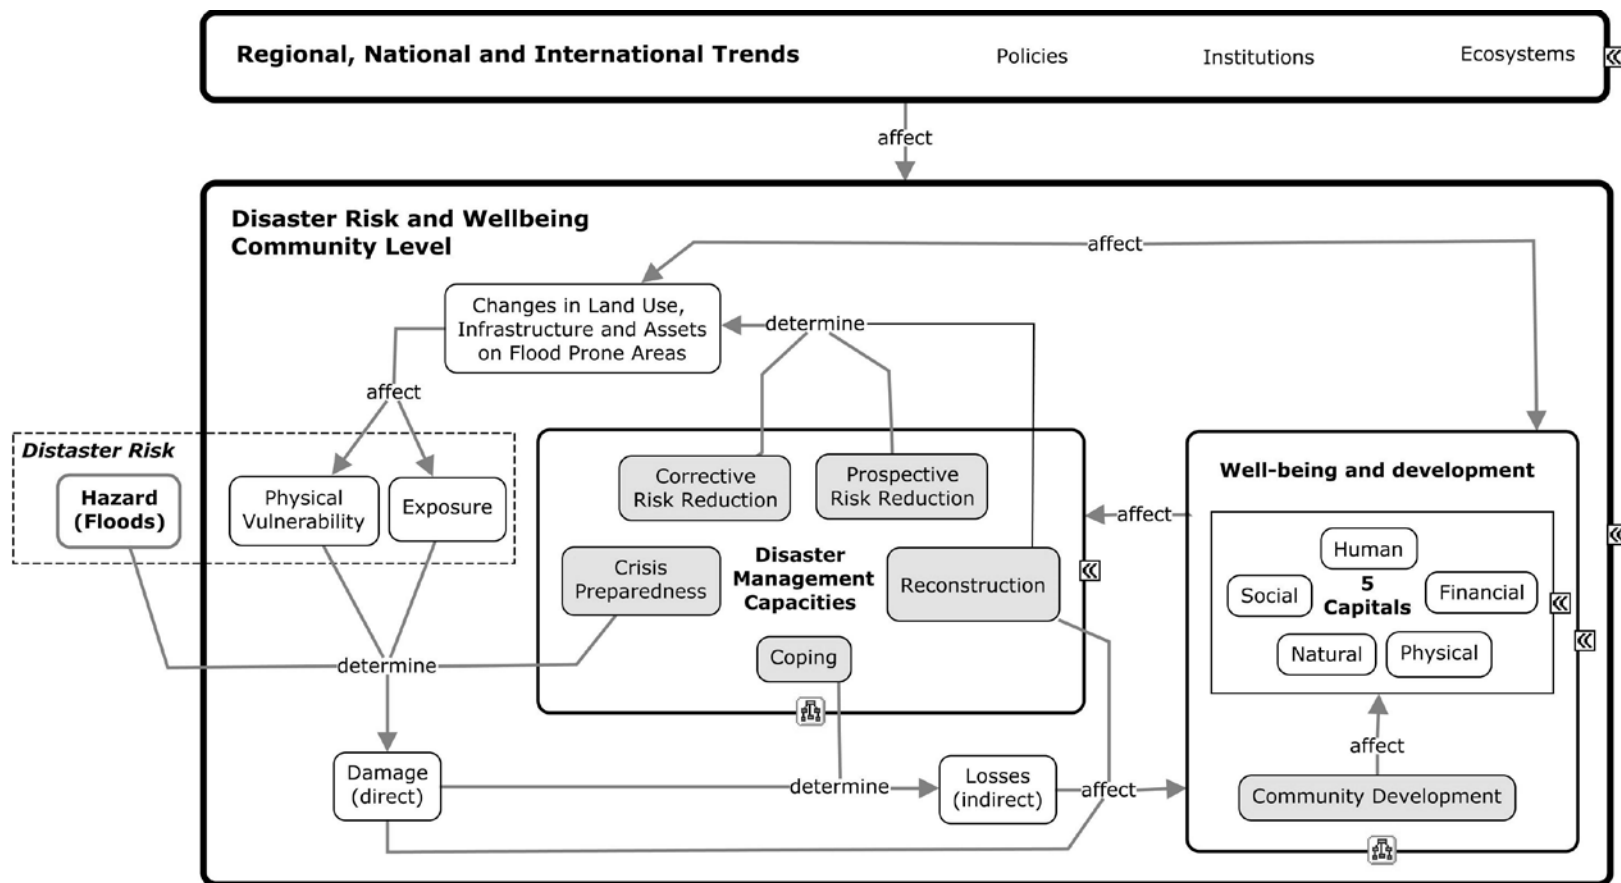 Regional, National and International Trends
Policies
Institutions
Ecosystems
affect
Disaster Risk and Wellbeing
Community Level
affect
Changes in Land Use,
Infrastructure and Assets
on Flood Prone Areas
determine
affect
Distaster Risk
Hazard
(Floods)
Physical
Vulnerability
Exposure
Corrective
Risk Reduction
Prospective
Risk Reduction
Crisis
Preparedness
Disaster
Management
Capacities
Reconstruction
Coping
affect
Well-being and development
Human
Social
5
Capitals
Financial
Natural
Physical
affect
Community Development
determine
Damage
(direct)
determine
Losses
(indirect)
affect